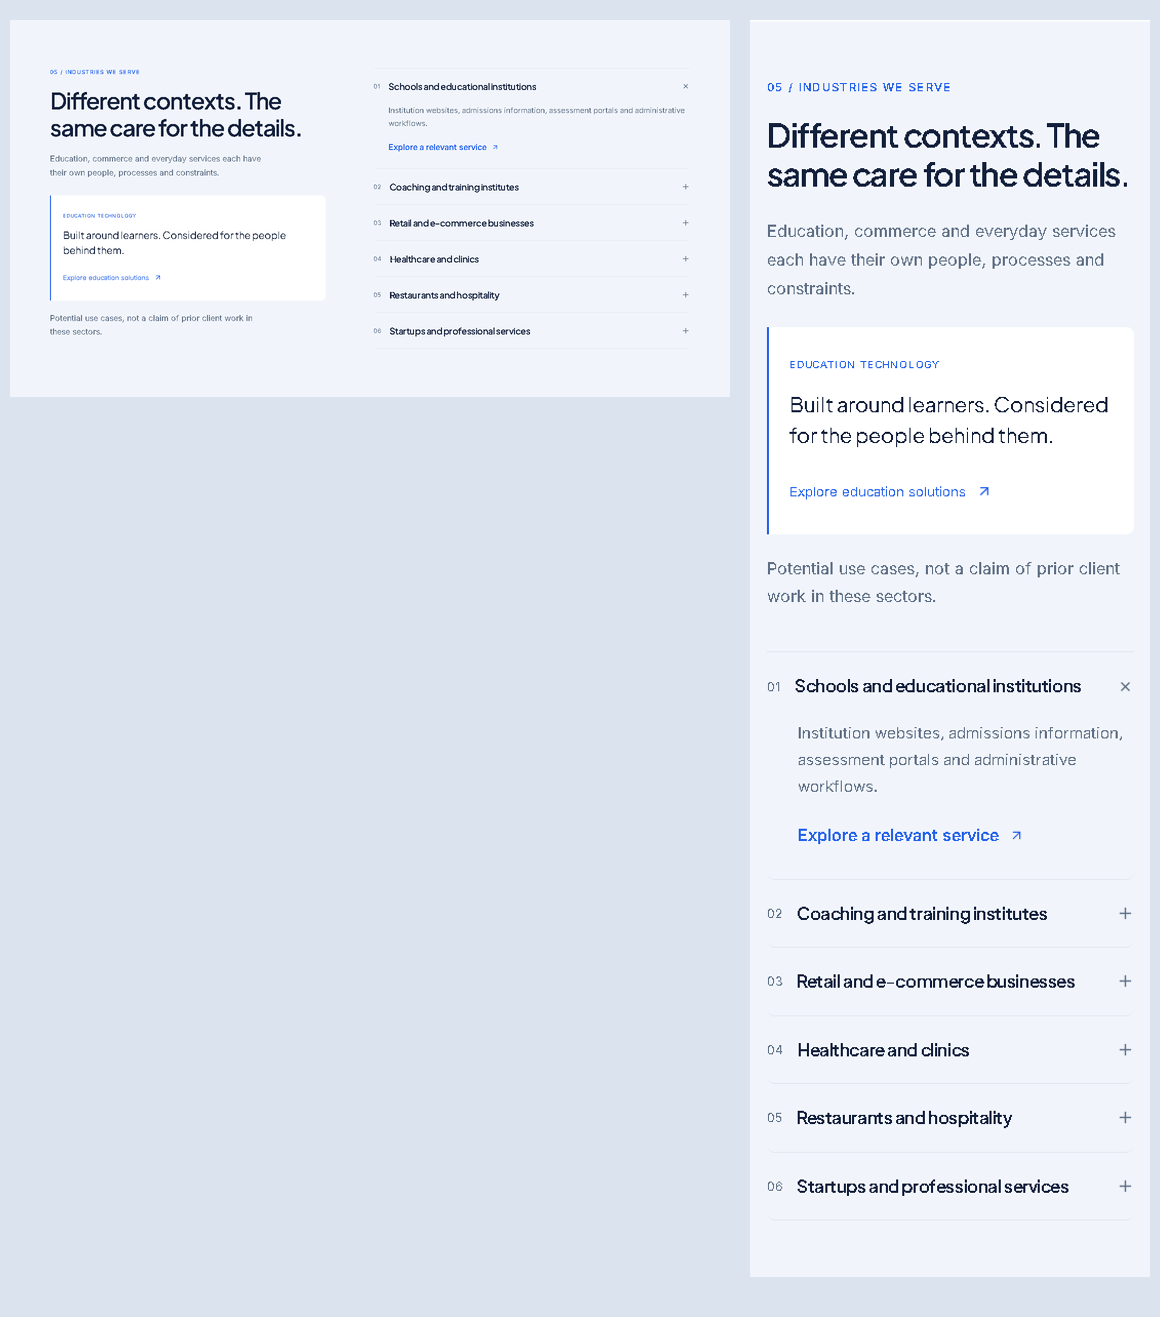 05 / INDUSTRIES WE SERVE
Different contexts. The
same care for the details.
Education, commerce and everyday services each have
their own people, processes and constraints.
EDUCATION TECHNOLOGY
Built around learners. Considered for the people
behind them.
Explore education solutions
Potential use cases, not a claim of prior client work in
these sectors.
01 Schools and educational institutions
Institution websites, admissions information, assessment portals and administrative
workflows.
Explore a relevant service
02 Coaching and training institutes
03 Retail and e-commerce businesses
04 Healthcare and clinics
05 Restaurants and hospitality
06 Startups and professional services
05 / INDUSTRIES WE SERVE
Different contexts. The
same care for the details.
Education, commerce and everyday services
each have their own people, processes and
constraints.
EDUCATION TECHNOLOGY
Built around learners. Considered
for the people behind them.
Explore education solutions
Potential use cases, not a claim of prior client
work in these sectors.
01 Schools and educational institutions
Institution websites, admissions information,
assessment portals and administrative
workflows.
Explore a relevant service
02 Coaching and training institutes
03 Retail and e-commerce businesses
04 Healthcare and clinics
05 Restaurants and hospitality
06 Startups and professional services